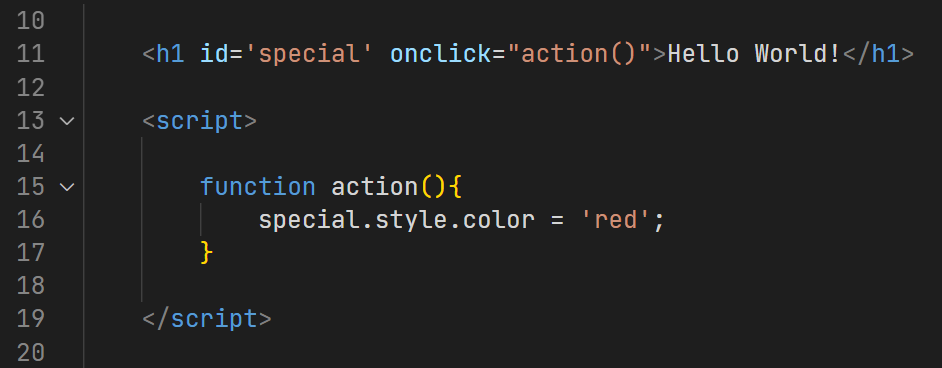 10
11 <h1 id='special' onclick="action()">Hello World!</h1>
12
13 <script>
14
15 function action(){
16 special.style.color = 'red';
17 }
18
19 </script>
20